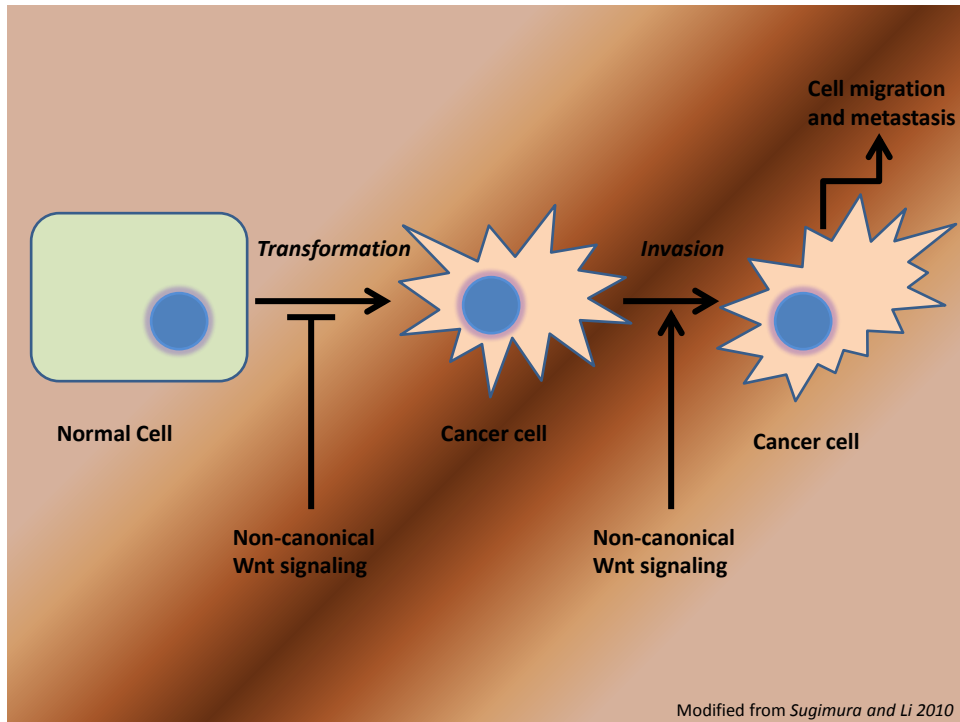 Cell migration
and metastasis
Transformation
Invasion
Normal Cell
Cancer cell
Cancer cell
Non-canonical
Wnt signaling
Non-canonical
Wnt signaling
Modified from Sugimura and Li 2010